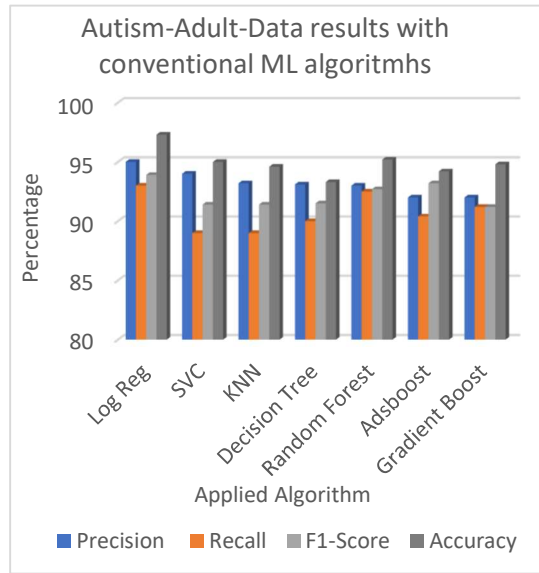 Autism-Adult-Data results with
conventional ML algoritmhs
100
95
90
85
80
Percentage
Log Reg
SVC
KNN
Decision Tree
Random Forest
Adsboost
Gradient Boost
Applied Algorithm
Precision Recall F1-Score Accuracy